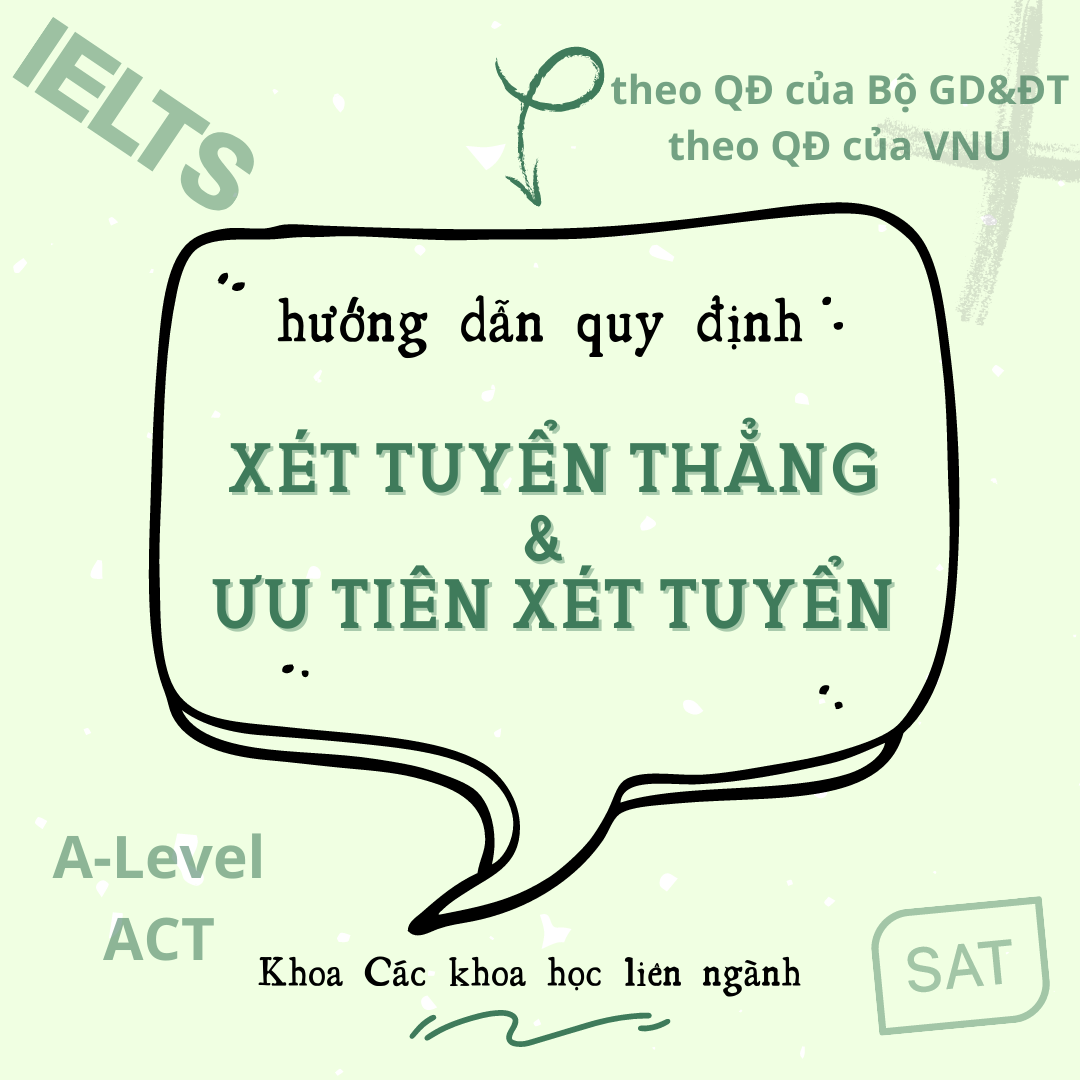 IELTS
theo QĐ của Bộ GD&ĐT
theo QĐ của VNU
hướng dẫn quy định
XÉT TUYỂN THẲNG
&
ƯU TIÊN XÉT TUYỂN
A-Level
ACT
Khoa Các khoa học liên ngành
SAT